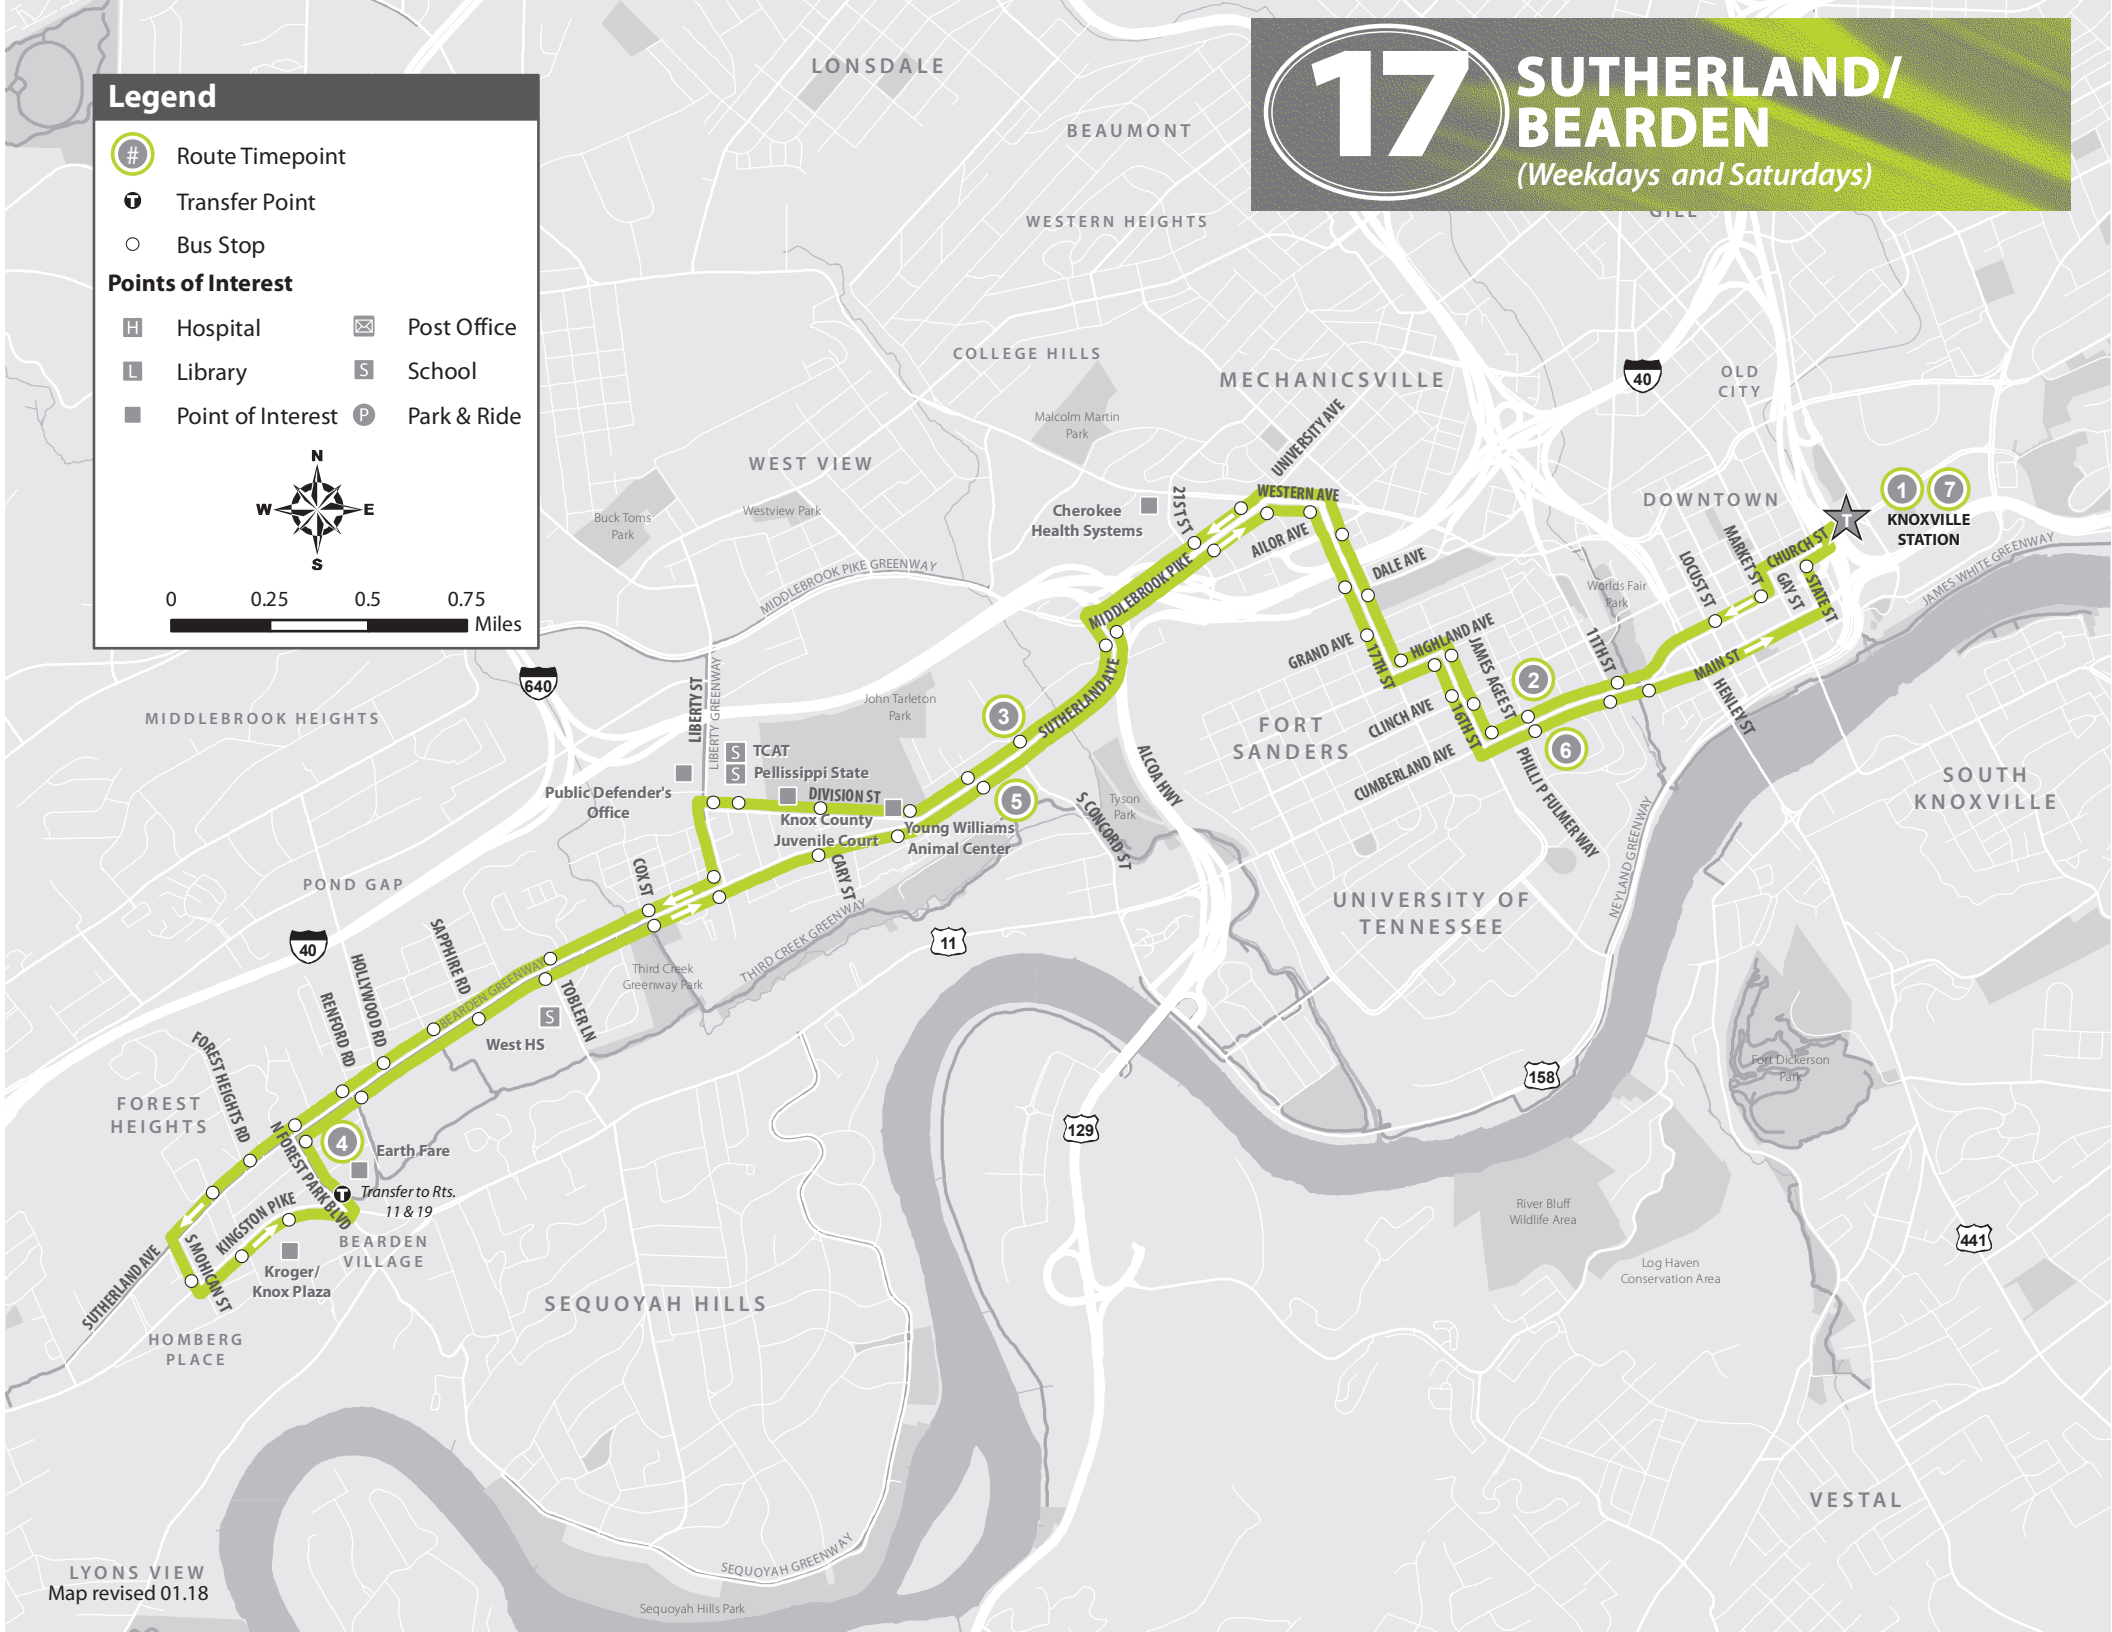 17
SUTHERLAND/
BEARDEN
(Weekdays and Saturdays)
Legend
#
Route Timepoint
T
Transfer Point
Bus Stop
Points of Interest
H
Hospital
Post Office
L
Library
S
School
Point of Interest
P
Park & Ride
N
W
E
S
0
0.25
0.5
0.75
Miles
LONSDALE
BEAUMONT
WESTERN HEIGHTS
GILL
COLLEGE HILLS
MECHANICSVILLE
Malcolm Martin
Park
40
OLD
CITY
UNIVERSITY AVE
WEST VIEW
Westview Park
Buck Toms
Park
Cherokee
Health Systems
21ST ST
WESTERN AVE
AILOR AVE
DALE AVE
DOWNTOWN
1
7
T
KNOXVILLE
STATION
CHURCH ST
MARKET ST
GAY ST
STATE ST
LOCUST ST
JAMES WHITE GREENWAY
Worlds Fair
Park
MIDDLEBROOK PIKE GREENWAY
MIDDLEBROOK PIKE
GRAND AVE
17TH ST
HIGHLAND AVE
JAMES AGEE ST
11TH ST
MAIN ST
HENLEY ST
2
6
640
LIBERTY ST
LIBERTY GREENWAY
John Tarleton
Park
3
SUTHERLAND AVE
MIDDLEBROOK HEIGHTS
FORT
SANDERS
CLINCH AVE
16TH ST
CUMBERLAND AVE
PHILLIP FULMER WAY
ALCOA HWY
S
TCAT
S
Pellissippi State
Public Defender's
Office
DIVISION ST
Knox County
Juvenile Court
Young Williams
Animal Center
5
Tyson
Park
S CONCORD ST
SOUTH
KNOXVILLE
NEYLAND GREENWAY
COX ST
CARY ST
POND GAP
THIRD CREEK GREENWAY
UNIVERSITY OF
TENNESSEE
11
40
SAPPHIRE RD
HOLLYWOOD RD
RENFORD RD
BEARDEN GREENWAY
Third Creek
Greenway Park
TOBLER LN
S
West HS
FOREST HEIGHTS RD
FOREST
HEIGHTS
158
Fort Dickerson
Park
129
4
Earth Fare
N FOREST PARK BLVD
T
Transfer to Rts.
11 & 19
KINGSTON PIKE
BEARDEN
VILLAGE
S MOHICAN ST
SUTHERLAND AVE
Kroger/
Knox Plaza
River Bluff
Wildlife Area
441
Log Haven
Conservation Area
SEQUOYAH HILLS
HOMBERG
PLACE
VESTAL
SEQUOYAH GREENWAY
Sequoyah Hills Park
LYONS VIEW
Map revised 01.18